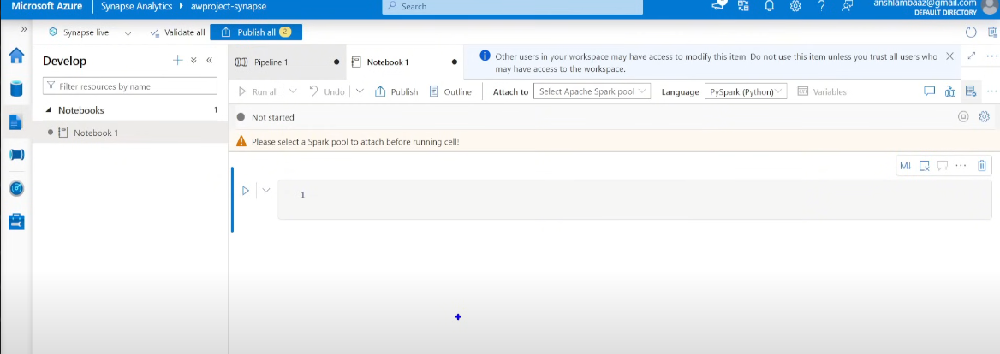 Microsoft Azure | Synapse Analytics ▸ awproject-synapse Search anshlambaaz@gmail.com
DEFAULT DIRECTORY
Synapse live Validate all Publish all 2
Develop
Filter resources by name
Notebooks 1
Notebook 1
Pipeline 1 Notebook 1
Other users in your workspace may have access to modify this item. Do not use this item unless you trust all users who
may have access to the workspace.
Run all Undo Publish Outline Attach to Select Apache Spark pool Language PySpark (Python) Variables
Not started
Please select a Spark pool to attach before running cell!
M↓
1